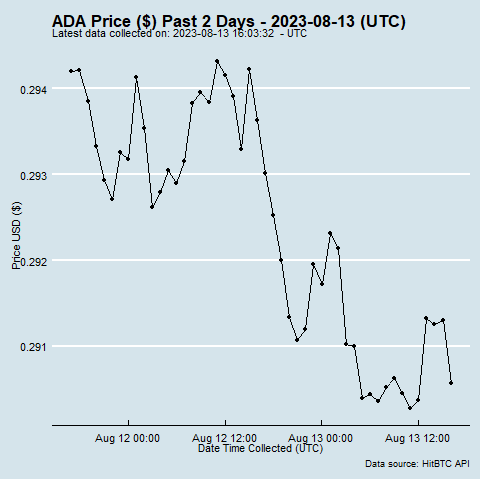 ADA Price ($) Past 2 Days - 2023-08-13 (UTC)
Latest data collected on: 2023-08-13 16:03:32  - UTC
0.294
0.293
0.292
0.291
Price USD ($)
Aug 12 00:00
Aug 12 12:00
Aug 13 00:00
Aug 13 12:00
Date Time Collected (UTC)
Data source: HitBTC API